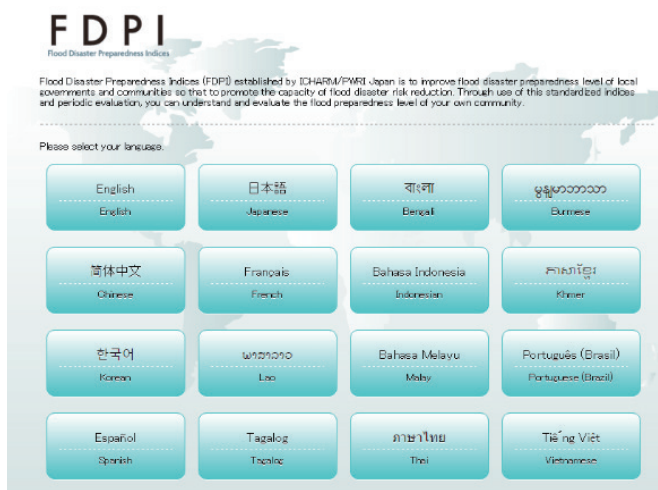 FDPI
Flood Disaster Preparedness Indices
Flood Disaster Preparedness Indices (FDPI) established by ICHARM/PWRI Japan is to improve flood disaster preparedness level of local
governments and communities so that to promote the capacity of flood disaster risk reduction. Through use of this standardized indices
and periodic evaluation, you can understand and evaluate the flood preparedness level of your own community.
Please select your language.
English
English
日本語
Japanese
বাংলা
Bengali
မြန်မာဘာသာ
Burmese
简体中文
Chinese
Français
French
Bahasa Indonesia
Indonesian
ភាសាខ្មែរ
Khmer
한국어
Korean
ພາສາລາວ
Lao
Bahasa Melayu
Malay
Português (Brasil)
Portuguese (Brazil)
Español
Spanish
Tagalog
Tagalog
ภาษาไทย
Thai
Tiếng Việt
Vietnamese